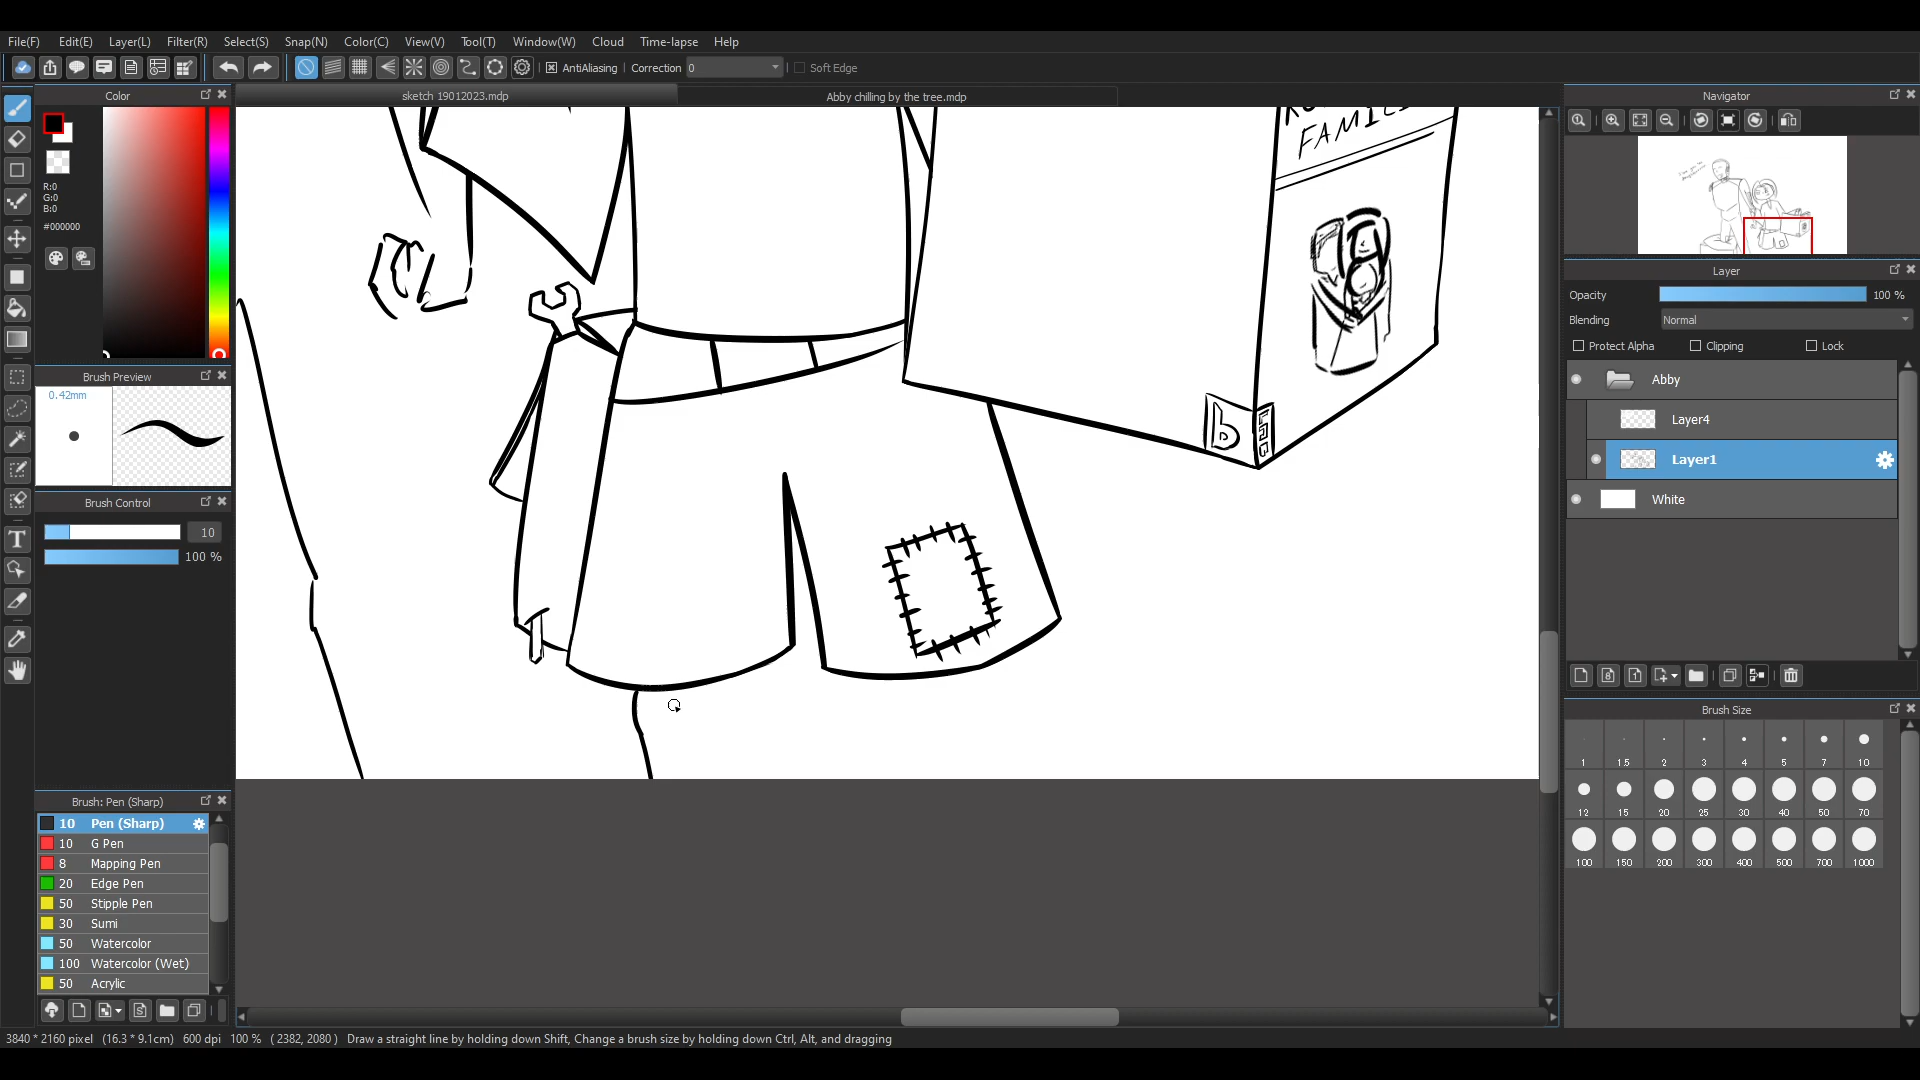 File(F) Edit(E) Layer(L) Filter(R) Select(S) Snap(N) Color(C) View(V) Tool(T) Window(W) Cloud Time-lapse Help
AntiAliasing Correction 0 Soft Edge
Color
sketch 19012023.mdp
Abby chilling by the tree.mdp
Navigator
FAMILY
R:0
G:0
B:0
#000000
Layer
Opacity 100 %
Blending Normal
Protect Alpha Clipping Lock
Abby
Layer4
Layer1
White
Brush Preview
0.42mm
b
Brush Control
10
100 %
Brush Size
1 1.5 2 3 4 5 7 10
12 15 20 25 30 40 50 70
100 150 200 300 400 500 700 1000
Brush: Pen (Sharp)
10 Pen (Sharp)
10 G Pen
8 Mapping Pen
20 Edge Pen
50 Stipple Pen
30 Sumi
50 Watercolor
100 Watercolor (Wet)
50 Acrylic
3840 * 2160 pixel (16.3 * 9.1cm) 600 dpi 100 % ( 2382, 2080 ) Draw a straight line by holding down Shift, Change a brush size by holding down Ctrl, Alt, and dragging